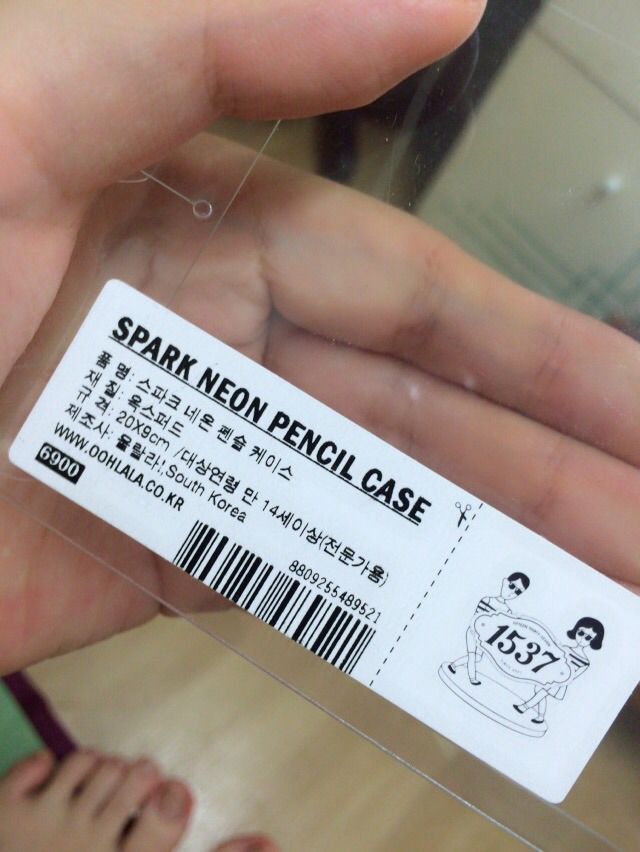 SPARK NEON PENCIL CASE
품 명: 스파크 네온 펜슬 케이스
재 질: 옥스퍼드
규 격: 20X9cm /대상연령 만 14세이상(전문가용)
제조사: 울랄라!,South Korea
WWW.OOHLALA.CO.KR
6900
8809255489521
1537